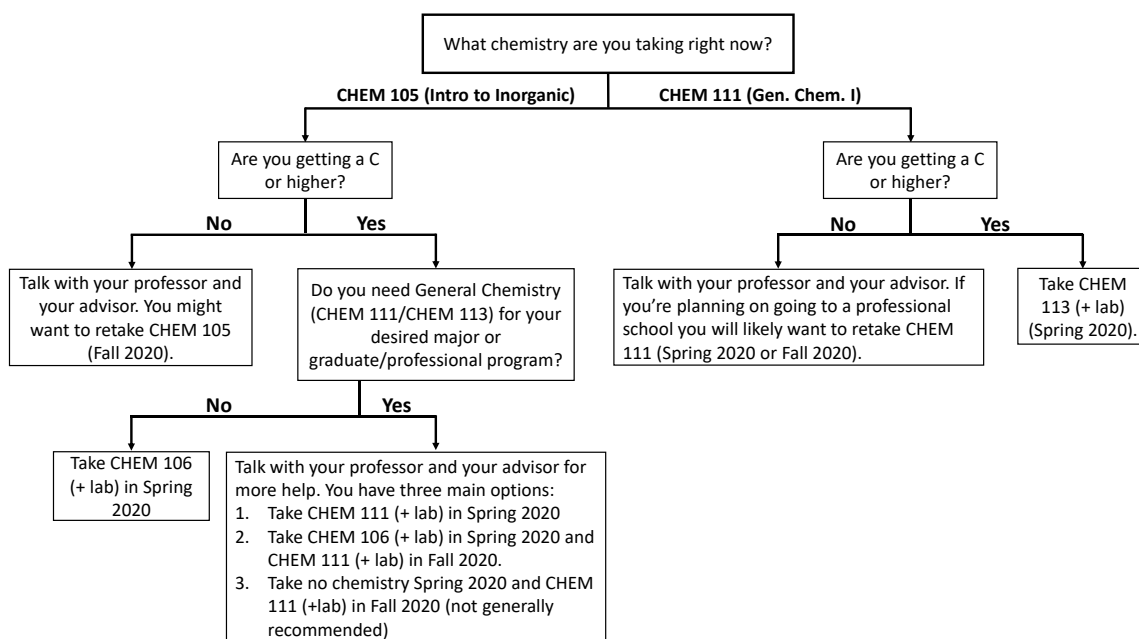 What chemistry are you taking right now?
CHEM 105 (Intro to Inorganic)
CHEM 111 (Gen. Chem. I)
Are you getting a C
or higher?
Are you getting a C
or higher?
No
Yes
No
Yes
Talk with your professor and
your advisor. You might
want to retake CHEM 105
(Fall 2020).
Do you need General Chemistry
(CHEM 111/CHEM 113) for your
desired major or
graduate/professional program?
Talk with your professor and your advisor. If
you’re planning on going to a professional
school you will likely want to retake CHEM
111 (Spring 2020 or Fall 2020).
Take CHEM
113 (+ lab)
(Spring 2020).
No
Yes
Take CHEM 106
(+ lab) in Spring
2020
Talk with your professor and your advisor for
more help. You have three main options:
1. Take CHEM 111 (+ lab) in Spring 2020
2. Take CHEM 106 (+ lab) in Spring 2020 and
CHEM 111 (+ lab) in Fall 2020.
3. Take no chemistry Spring 2020 and CHEM
111 (+lab) in Fall 2020 (not generally
recommended)